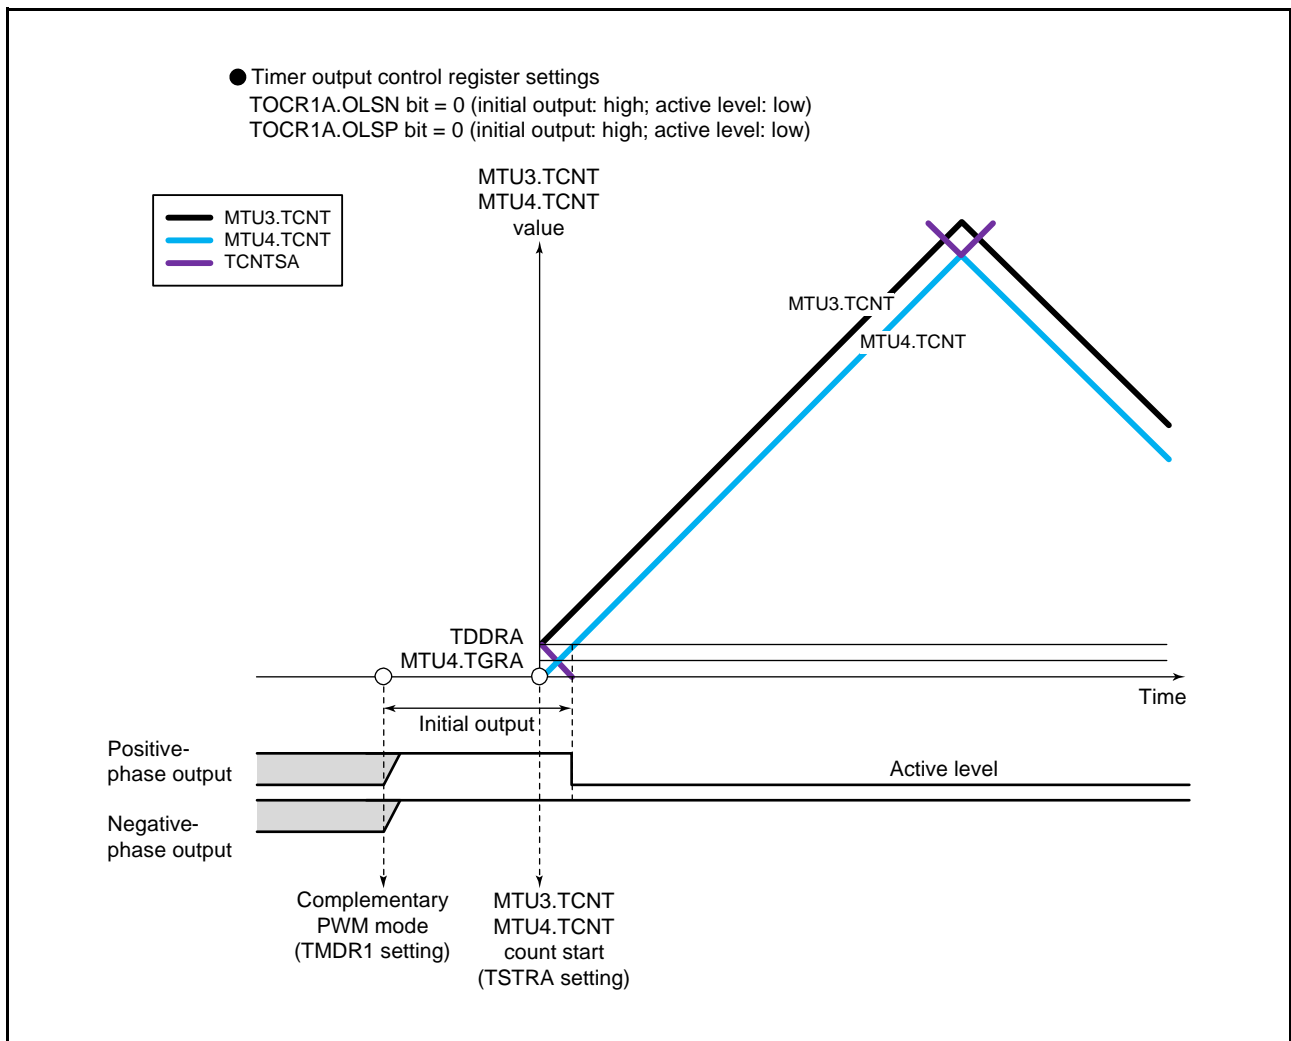 ● Timer output control register settings
TOCR1A.OLSN bit = 0 (initial output: high; active level: low)
TOCR1A.OLSP bit = 0 (initial output: high; active level: low)
MTU3.TCNT
MTU4.TCNT
value
MTU3.TCNT
MTU4.TCNT
TCNTSA
MTU3.TCNT
MTU4.TCNT
TDDRA
MTU4.TGRA
Time
Initial output
Positive-
phase output
Active level
Negative-
phase output
Complementary
PWM mode
(TMDR1 setting)
MTU3.TCNT
MTU4.TCNT
count start
(TSTRA setting)